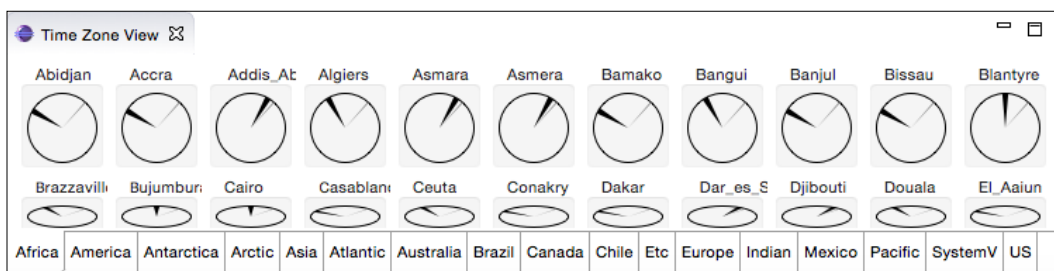 Time Zone View
Abidjan Accra Addis_Ab Algiers Asmara Asmera Bamako Bangui Banjul Bissau Blantyre
Brazzavill Bujumbura Cairo Casablanc Ceuta Conakry Dakar Dar_es_S Djibouti Douala El_Aaiun
Africa America Antarctica Arctic Asia Atlantic Australia Brazil Canada Chile Etc Europe Indian Mexico Pacific SystemV US